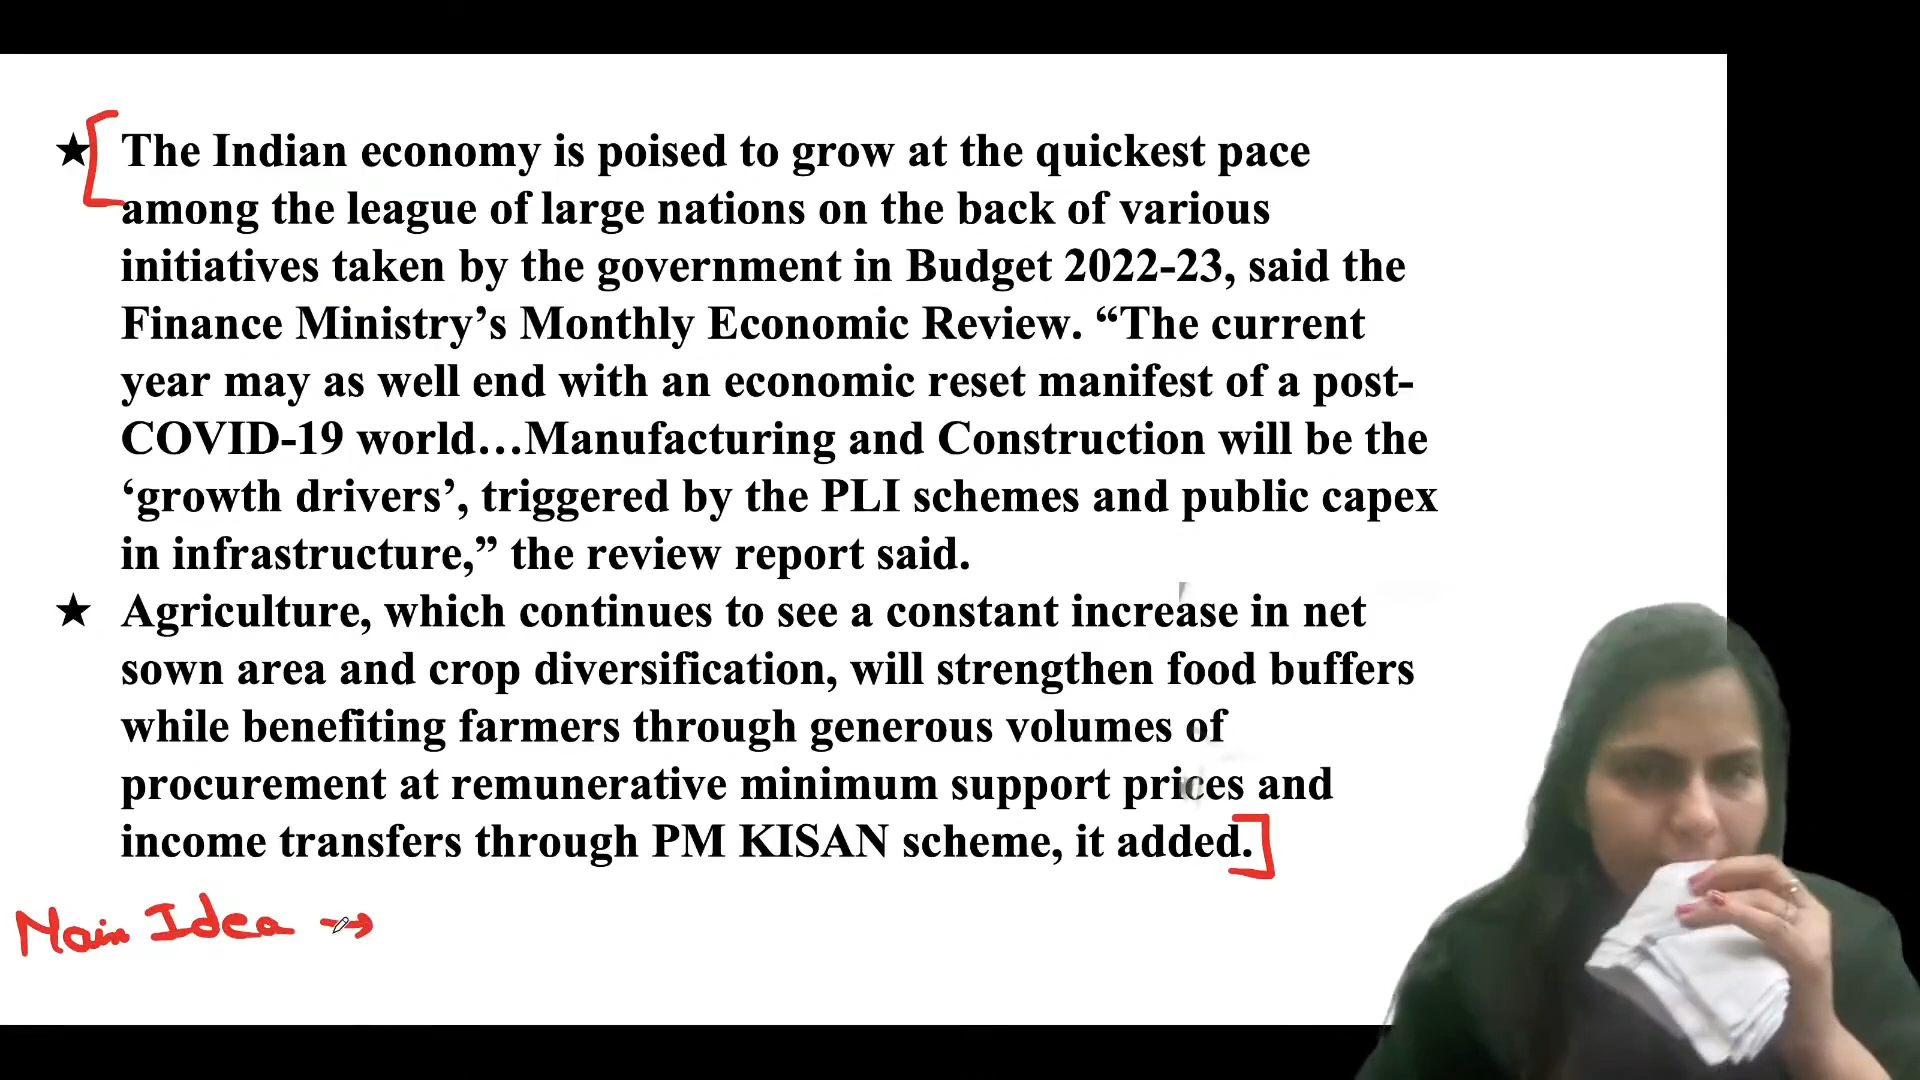 ★ The Indian economy is poised to grow at the quickest pace
among the league of large nations on the back of various
initiatives taken by the government in Budget 2022-23, said the
Finance Ministry’s Monthly Economic Review. “The current
year may as well end with an economic reset manifest of a post-
COVID-19 world…Manufacturing and Construction will be the
‘growth drivers’, triggered by the PLI schemes and public capex
in infrastructure,” the review report said.
★ Agriculture, which continues to see a constant increase in net
sown area and crop diversification, will strengthen food buffers
while benefiting farmers through generous volumes of
procurement at remunerative minimum support prices and
income transfers through PM KISAN scheme, it added.
Main Idea →